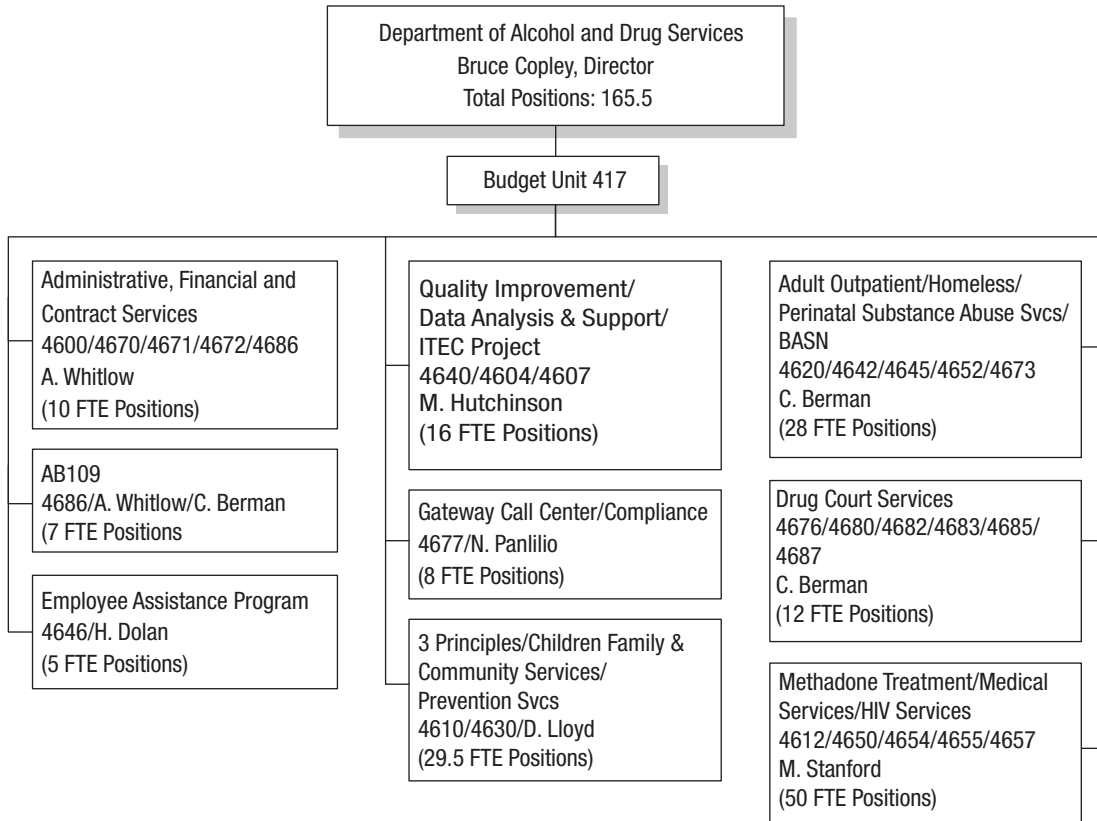 Department of Alcohol and Drug Services
Bruce Copley, Director
Total Positions: 165.5
Budget Unit 417
Administrative, Financial and
Contract Services
4600/4670/4671/4672/4686
A. Whitlow
(10 FTE Positions)
AB109
4686/A. Whitlow/C. Berman
(7 FTE Positions
Employee Assistance Program
4646/H. Dolan
(5 FTE Positions)
Quality Improvement/
Data Analysis & Support/
ITEC Project
4640/4604/4607
M. Hutchinson
(16 FTE Positions)
Gateway Call Center/Compliance
4677/N. Panlilio
(8 FTE Positions)
3 Principles/Children Family &
Community Services/
Prevention Svcs
4610/4630/D. Lloyd
(29.5 FTE Positions)
Adult Outpatient/Homeless/
Perinatal Substance Abuse Svcs/
BASN
4620/4642/4645/4652/4673
C. Berman
(28 FTE Positions)
Drug Court Services
4676/4680/4682/4683/4685/
4687
C. Berman
(12 FTE Positions)
Methadone Treatment/Medical
Services/HIV Services
4612/4650/4654/4655/4657
M. Stanford
(50 FTE Positions)